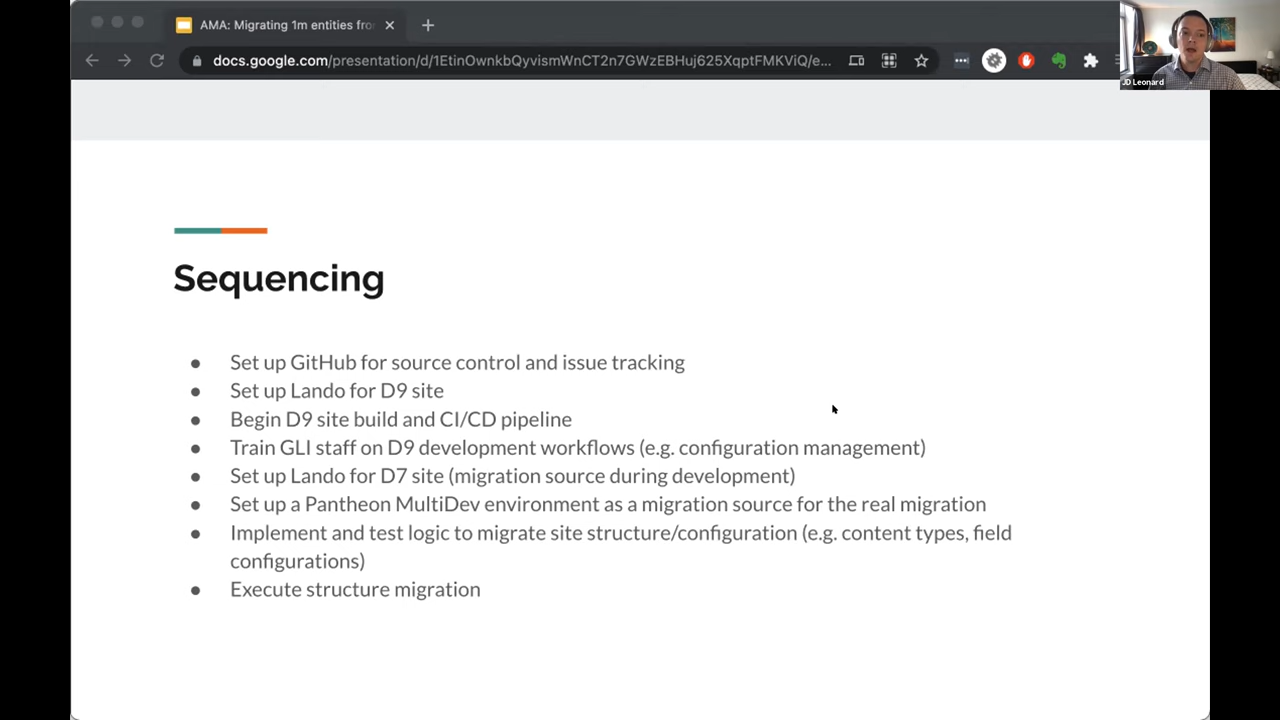 AMA: Migrating 1m entities fro
docs.google.com/presentation/d/1EtinOwnkbQyvismWnCT2n7GWzEBHuj625XqptFMKViQ/e...
JD Leonard
Sequencing
● Set up GitHub for source control and issue tracking
● Set up Lando for D9 site
● Begin D9 site build and CI/CD pipeline
● Train GLI staff on D9 development workflows (e.g. configuration management)
● Set up Lando for D7 site (migration source during development)
● Set up a Pantheon MultiDev environment as a migration source for the real migration
● Implement and test logic to migrate site structure/configuration (e.g. content types, field
configurations)
● Execute structure migration